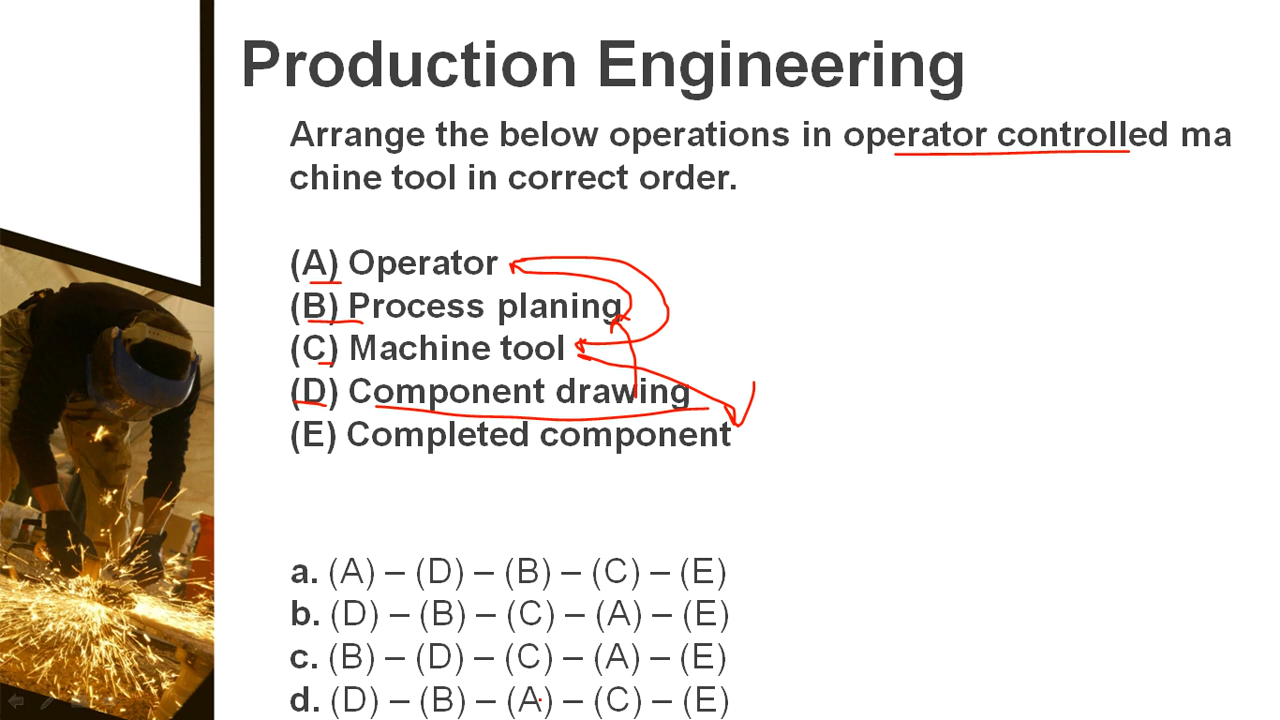 Production Engineering
Arrange the below operations in operator controlled ma
chine tool in correct order.
(A) Operator
(B) Process planing
(C) Machine tool
(D) Component drawing
(E) Completed component
a. (A) – (D) – (B) – (C) – (E)
b. (D) – (B) – (C) – (A) – (E)
c. (B) – (D) – (C) – (A) – (E)
d. (D) – (B) – (A) – (C) – (E)